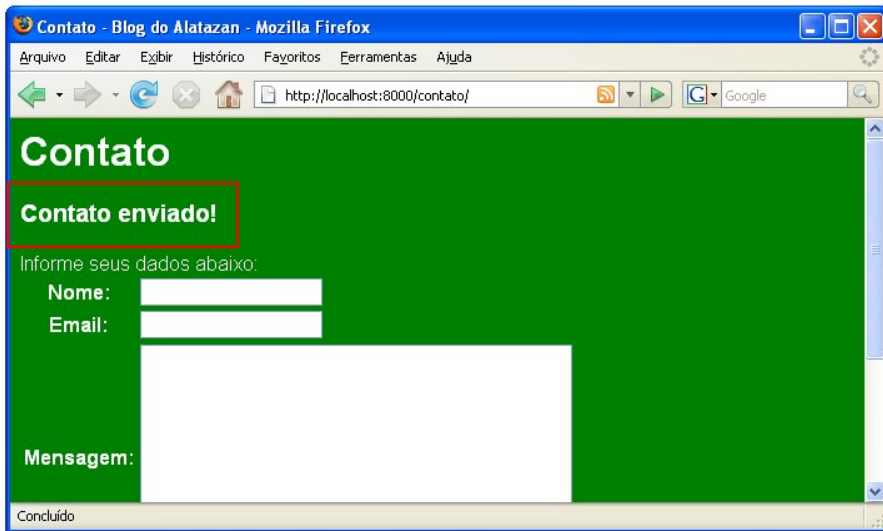 Contato - Blog do Alatazan - Mozilla Firefox
Arquivo Editar Exibir Histórico Favoritos Ferramentas Ajuda
http://localhost:8000/contato/
G Google
Contato
Contato enviado!
Informe seus dados abaixo:
Nome:
Email:
Mensagem:
Concluído